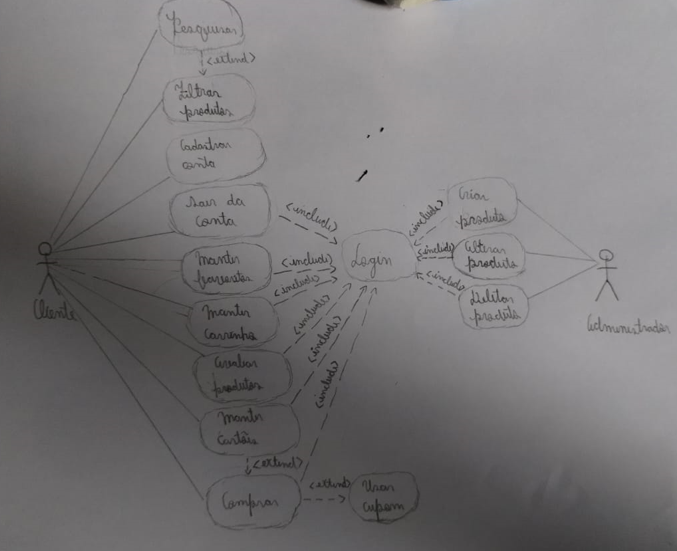 Pesquisar
<extend>
Filtrar
produtos
Cadastrar
conta
Sair da
conta
<include>
Criar
produto
<include>
Manter
favoritos
<include>
Login
<include>
Alterar
produto
Cliente
Manter
Carrinho
<include>
<include>
Deletar
produto
Administrador
Avaliar
produtos
<include>
<include>
Manter
Cartões
<include>
<extend>
Comprar
<extend>
Usar
cupom